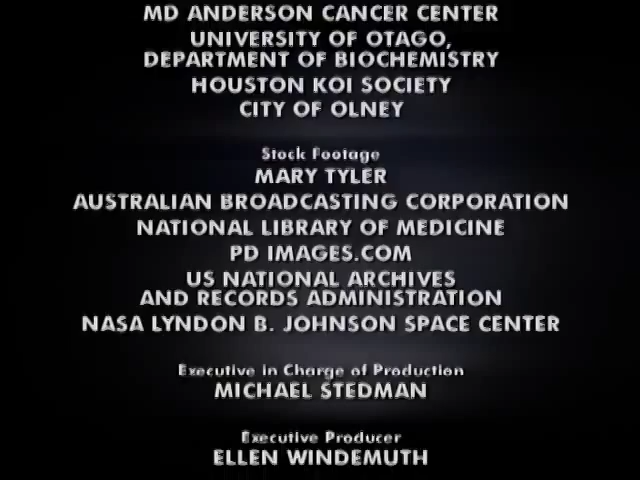 MD ANDERSON CANCER CENTER
UNIVERSITY OF OTAGO,
DEPARTMENT OF BIOCHEMISTRY
HOUSTON KOI SOCIETY
CITY OF OLNEY
Stock Footage
MARY TYLER
AUSTRALIAN BROADCASTING CORPORATION
NATIONAL LIBRARY OF MEDICINE
PD IMAGES.COM
US NATIONAL ARCHIVES
AND RECORDS ADMINISTRATION
NASA LYNDON B. JOHNSON SPACE CENTER
Executive in Charge of Production
MICHAEL STEDMAN
Executive Producer
ELLEN WINDEMUTH